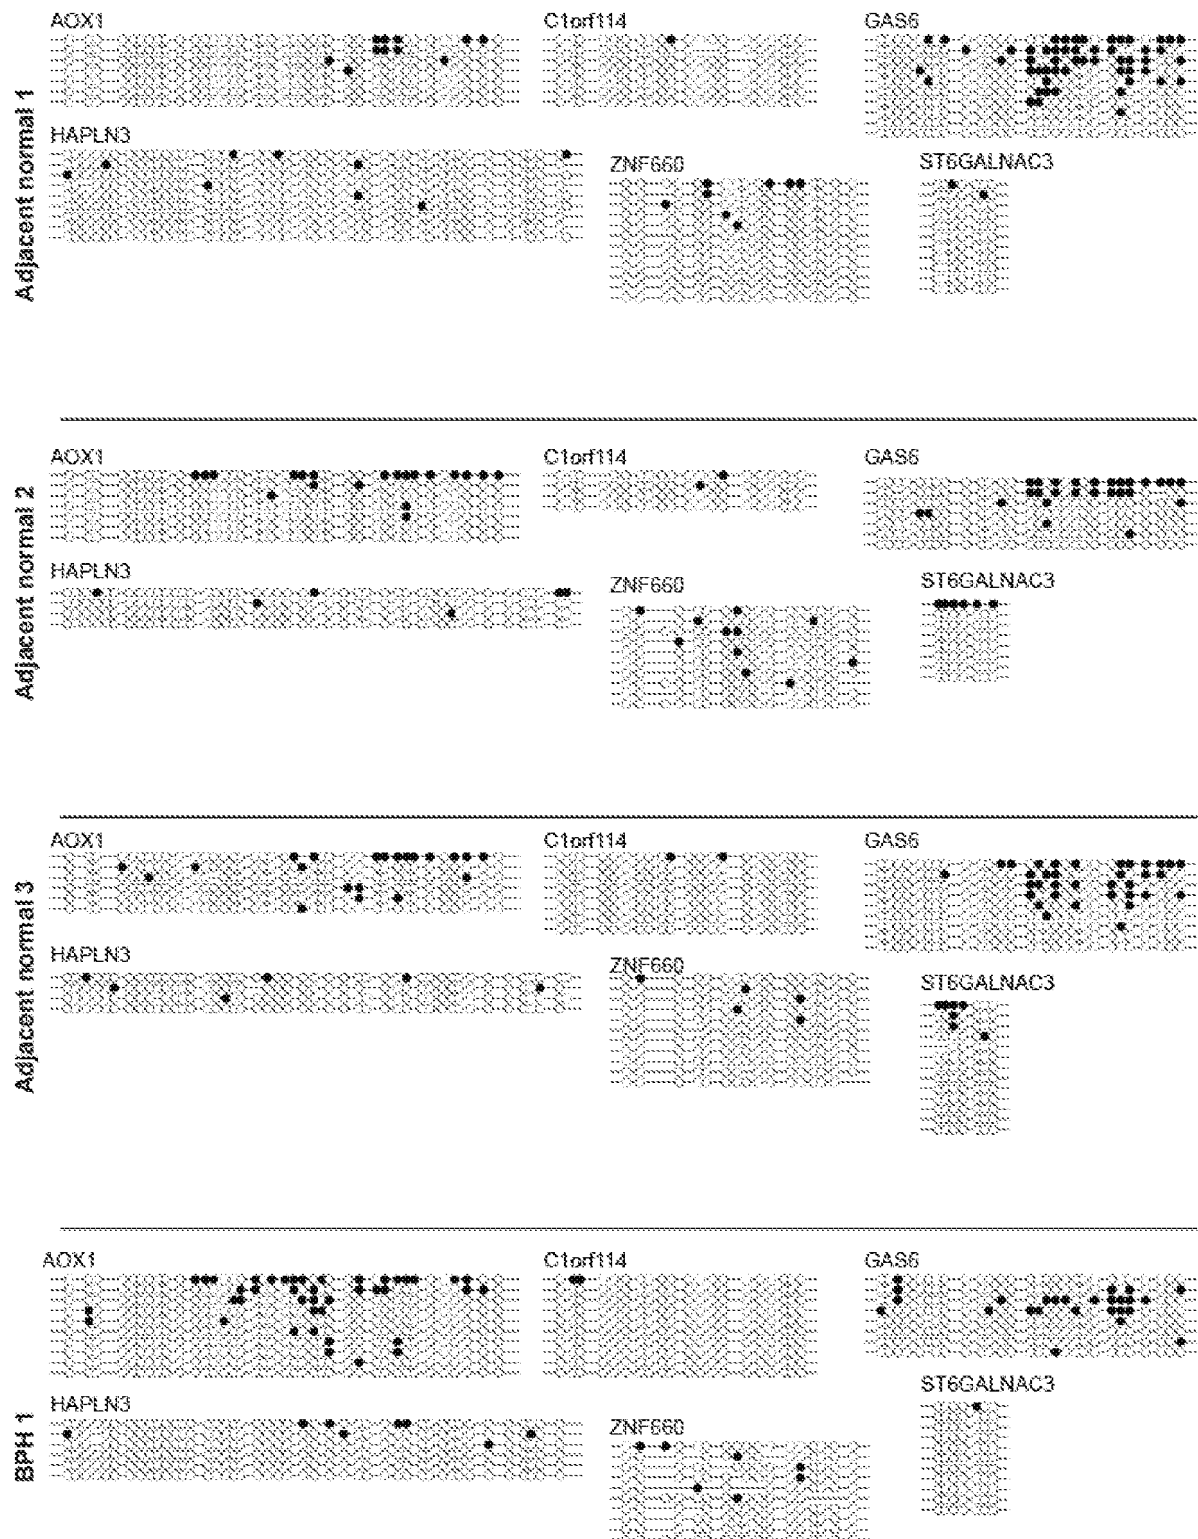 Adjacent normal 1
AOX1
C1orf114
GAS6
HAPLN3
ZNF660
ST6GALNAC3
Adjacent normal 2
AOX1
C1orf114
GAS6
HAPLN3
ZNF660
ST6GALNAC3
Adjacent normal 3
AOX1
C1orf114
GAS6
HAPLN3
ZNF660
ST6GALNAC3
BPH 1
AOX1
C1orf114
GAS6
HAPLN3
ZNF660
ST6GALNAC3